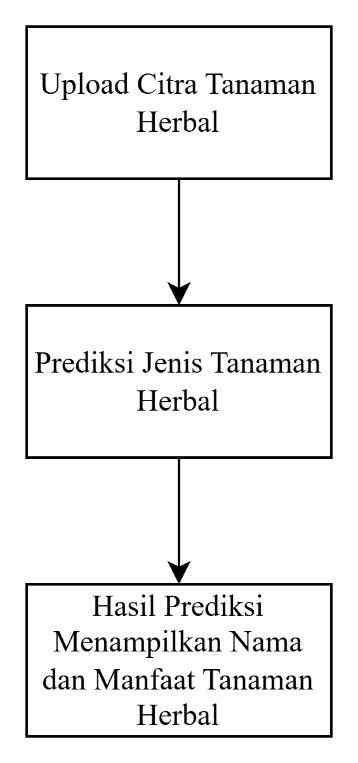 Upload Citra Tanaman
Herbal
Prediksi Jenis Tanaman
Herbal
Hasil Prediksi
Menampilkan Nama
dan Manfaat Tanaman
Herbal